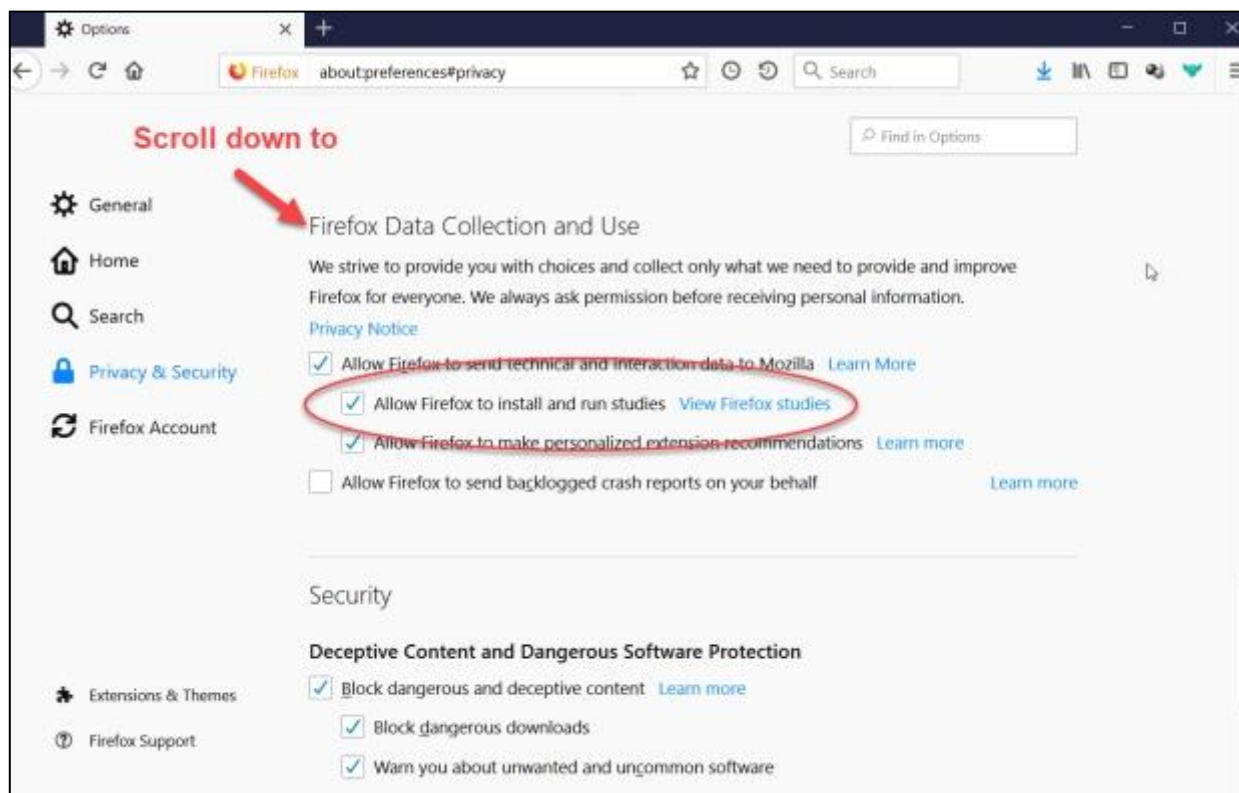 Options
Firefox about:preferences#privacy Search
Scroll down to
Find in Options
General
Home
Search
Privacy & Security
Firefox Account
Firefox Data Collection and Use
We strive to provide you with choices and collect only what we need to provide and improve
Firefox for everyone. We always ask permission before receiving personal information.
Privacy Notice
Allow Firefox to send technical and interaction data to Mozilla Learn More
Allow Firefox to install and run studies View Firefox studies
Allow Firefox to make personalized extension recommendations Learn more
Allow Firefox to send backlogged crash reports on your behalf Learn more
Security
Deceptive Content and Dangerous Software Protection
Block dangerous and deceptive content Learn more
Block dangerous downloads
Warn you about unwanted and uncommon software
Extensions & Themes
Firefox Support